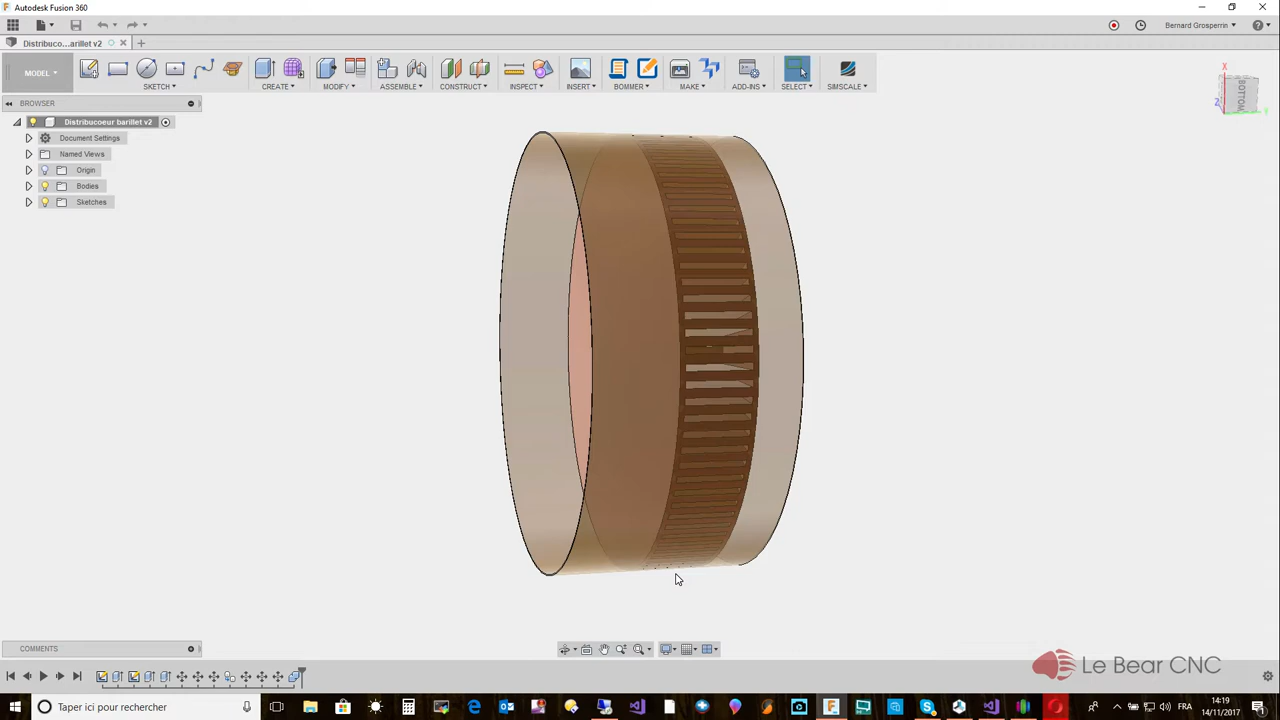 Autodesk Fusion 360
Bernard Grosperrin
Distribuco...arillet v2
MODEL
SKETCH
CREATE
MODIFY
ASSEMBLE
CONSTRUCT
INSPECT
INSERT
BOMMER
MAKE
ADD-INS
SELECT
SIMSCALE
BROWSER
Distribucoeur barillet v2
Document Settings
Named Views
Origin
Bodies
Sketches
X
Z
Y
BOTTOM
COMMENTS
Le Bear CNC
Taper ici pour rechercher
FRA
14:19
14/11/2017